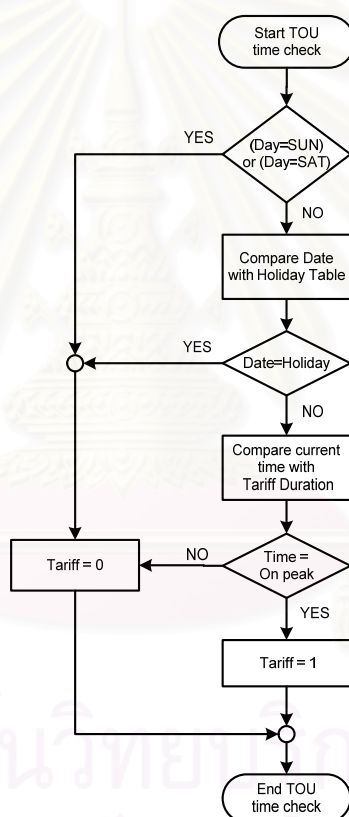 Start TOU
time check
YES
(Day=SUN)
or (Day=SAT)
NO
Compare Date
with Holiday Table
YES
Date=Holiday
NO
Compare current
time with
Tariff Duration
Tariff = 0
NO
Time =
On peak
YES
Tariff = 1
End TOU
time check